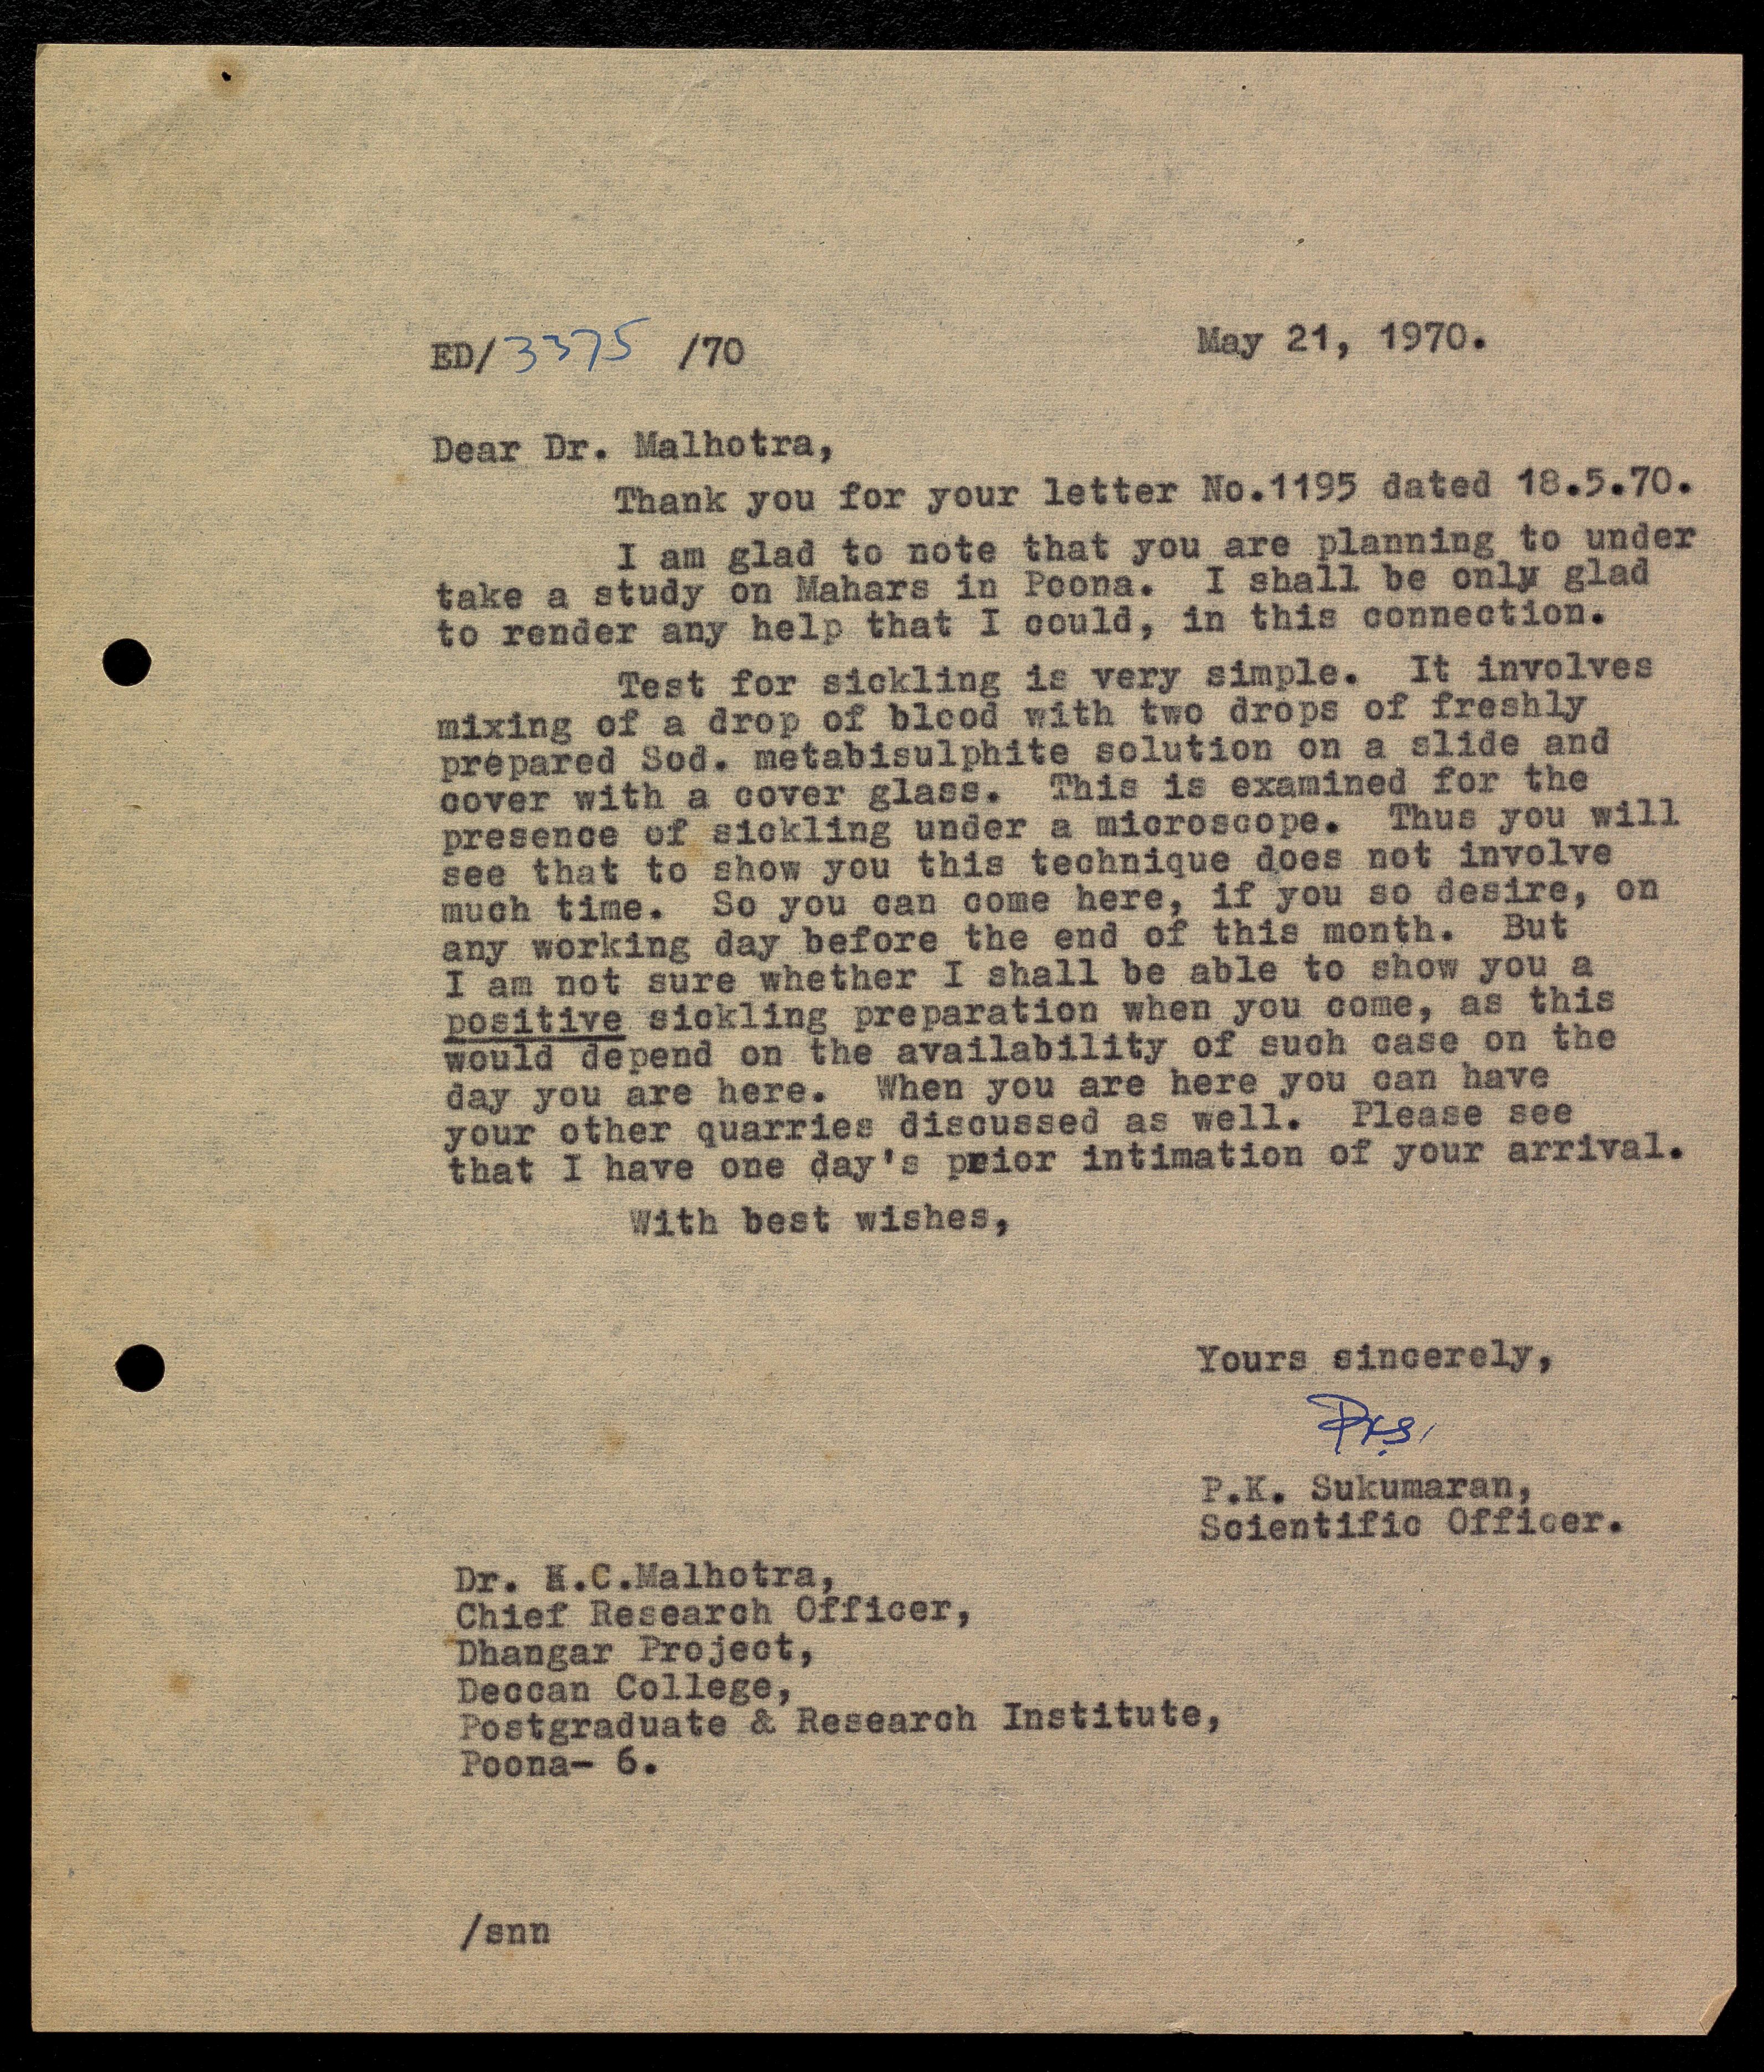 ED/3375 /70
May 21, 1970.
Dear Dr. Malhotra,
Thank you for your letter No.1195 dated 18.5.70.
I am glad to note that you are planning to under
take a study on Mahars in Poona. I shall be only glad
to render any help that I could, in this connection.
Test for sickling is very simple. It involves
mixing of a drop of blood with two drops of freshly
prepared Sod. metabisulphite solution on a slide and
cover with a cover glass. This is examined for the
presence of sickling under a microscope. Thus you will
see that to show you this technique does not involve
much time. So you can come here, if you so desire, on
any working day before the end of this month. But
I am not sure whether I shall be able to show you a
positive sickling preparation when you come, as this
would depend on the availability of such case on the
day you are here. When you are here you can have
your other quarries discussed as well. Please see
that I have one day's prior intimation of your arrival.
With best wishes,
Yours sincerely,
PKS,
P.K. Sukumaran,
Scientific Officer.
Dr. K.C.Malhotra,
Chief Research Officer,
Dhangar Project,
Deccan College,
Postgraduate & Research Institute,
Poona- 6.
/snn